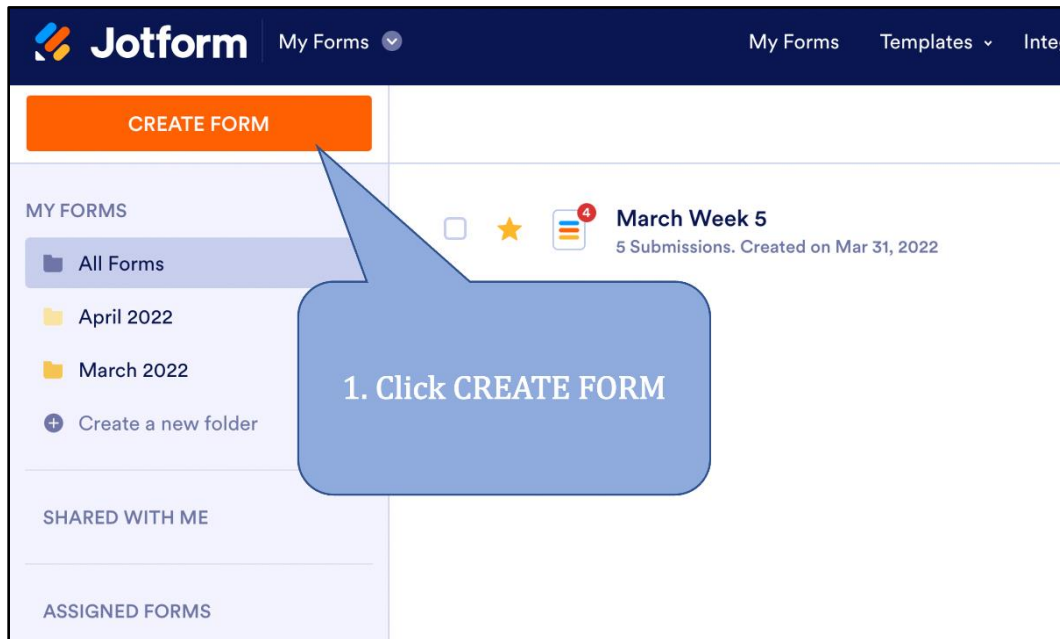 Jotform My Forms My Forms Templates Inte
CREATE FORM
MY FORMS
All Forms
April 2022
March 2022
Create a new folder
SHARED WITH ME
ASSIGNED FORMS
4
March Week 5
5 Submissions. Created on Mar 31, 2022
1. Click CREATE FORM